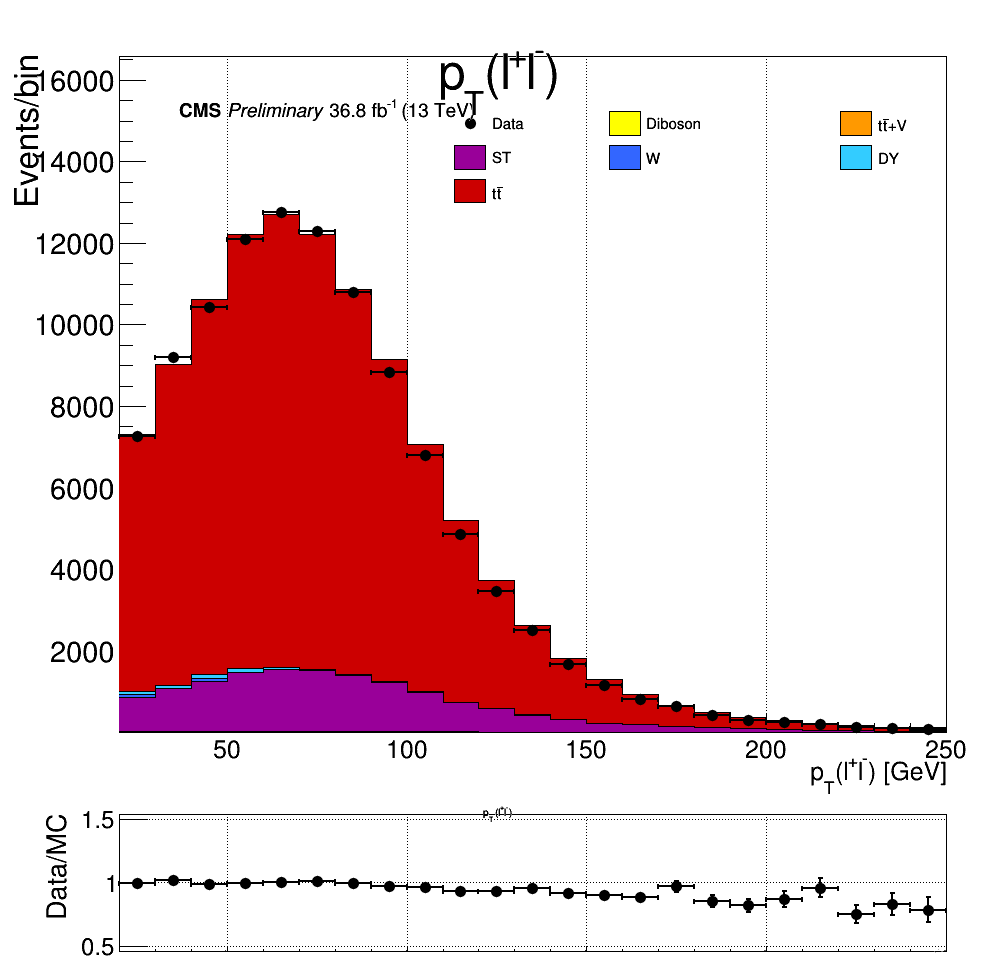 p_T(l⁺l⁻)
Events/bin
CMS Preliminary 36.8 fb⁻¹ (13 TeV)
Data
Diboson
tt̄+V
ST
W
DY
tt̄
16000
14000
12000
10000
8000
6000
4000
2000
50 100 150 200 250
p_T(l⁺l⁻) [GeV]
p_T(l⁺l⁻)
Data/MC
1.5
1
0.5